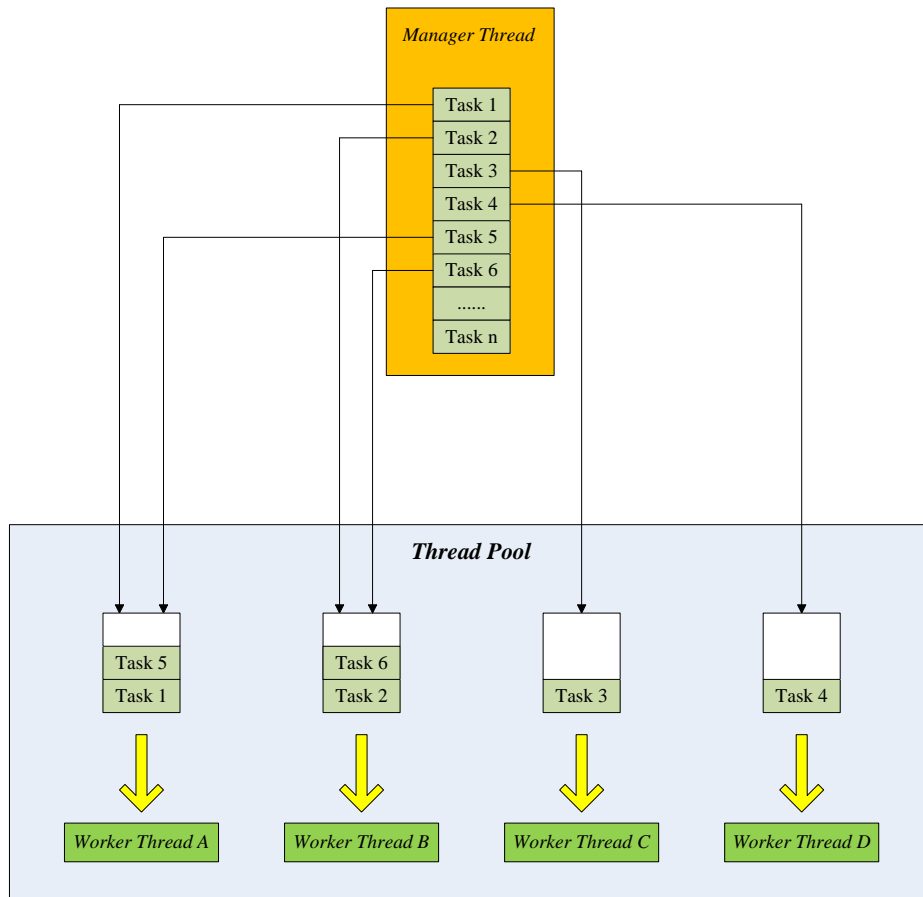 Manager Thread
Task 1
Task 2
Task 3
Task 4
Task 5
Task 6
......
Task n
Thread Pool
Task 5
Task 1
Task 6
Task 2
Task 3
Task 4
Worker Thread A
Worker Thread B
Worker Thread C
Worker Thread D